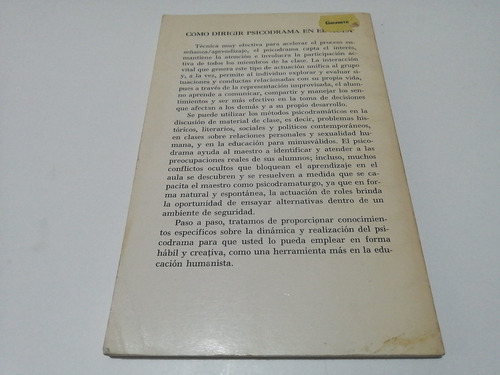 COMO DIRIGIR PSICODRAMA EN EL
Técnica muy efectiva para acelerar el proceso en-
señanza/aprendizaje, el psicodrama capta el interés,
mantiene la atención e involucra la participación ac-
tiva de todos los miembros de la clase. La interacción
vital que genera este tipo de actuación unifica al grupo
y, a la vez, permite al individuo explorar y evaluar si-
tuaciones y conductas relacionadas con su propia vida,
pues a través de la representación improvisada, el alum-
no aprende a comunicar, compartir y manejar los sen-
timientos y ser más efectivo en la toma de decisiones
que afectan a los demás y a su propio desarrollo.
Se puede utilizar los métodos psicodramáticos en la
discusión de material de clase, es decir, problemas his-
tóricos, literarios, sociales y políticos contemporáneos,
en clases sobre relaciones personales y sexualidad hu-
mana, y en la educación para minusválidos. El psico-
drama ayuda al maestro a identificar y atender a las
preocupaciones reales de sus alumnos; incluso, muchos
conflictos ocultos que bloquean el aprendizaje en el
aula se descubren y se resuelven a medida que se ca-
pacita el maestro como psicodramaturgo, ya que en for-
ma natural y espontánea, la actuación de roles brinda
la oportunidad de ensayar alternativas dentro de un
ambiente de seguridad.
Paso a paso, tratamos de proporcionar conocimien-
tos específicos sobre la dinámica y realización del psi-
codrama para que usted lo pueda emplear en forma
hábil y creativa, como una herramienta más en la edu-
cación humanista.